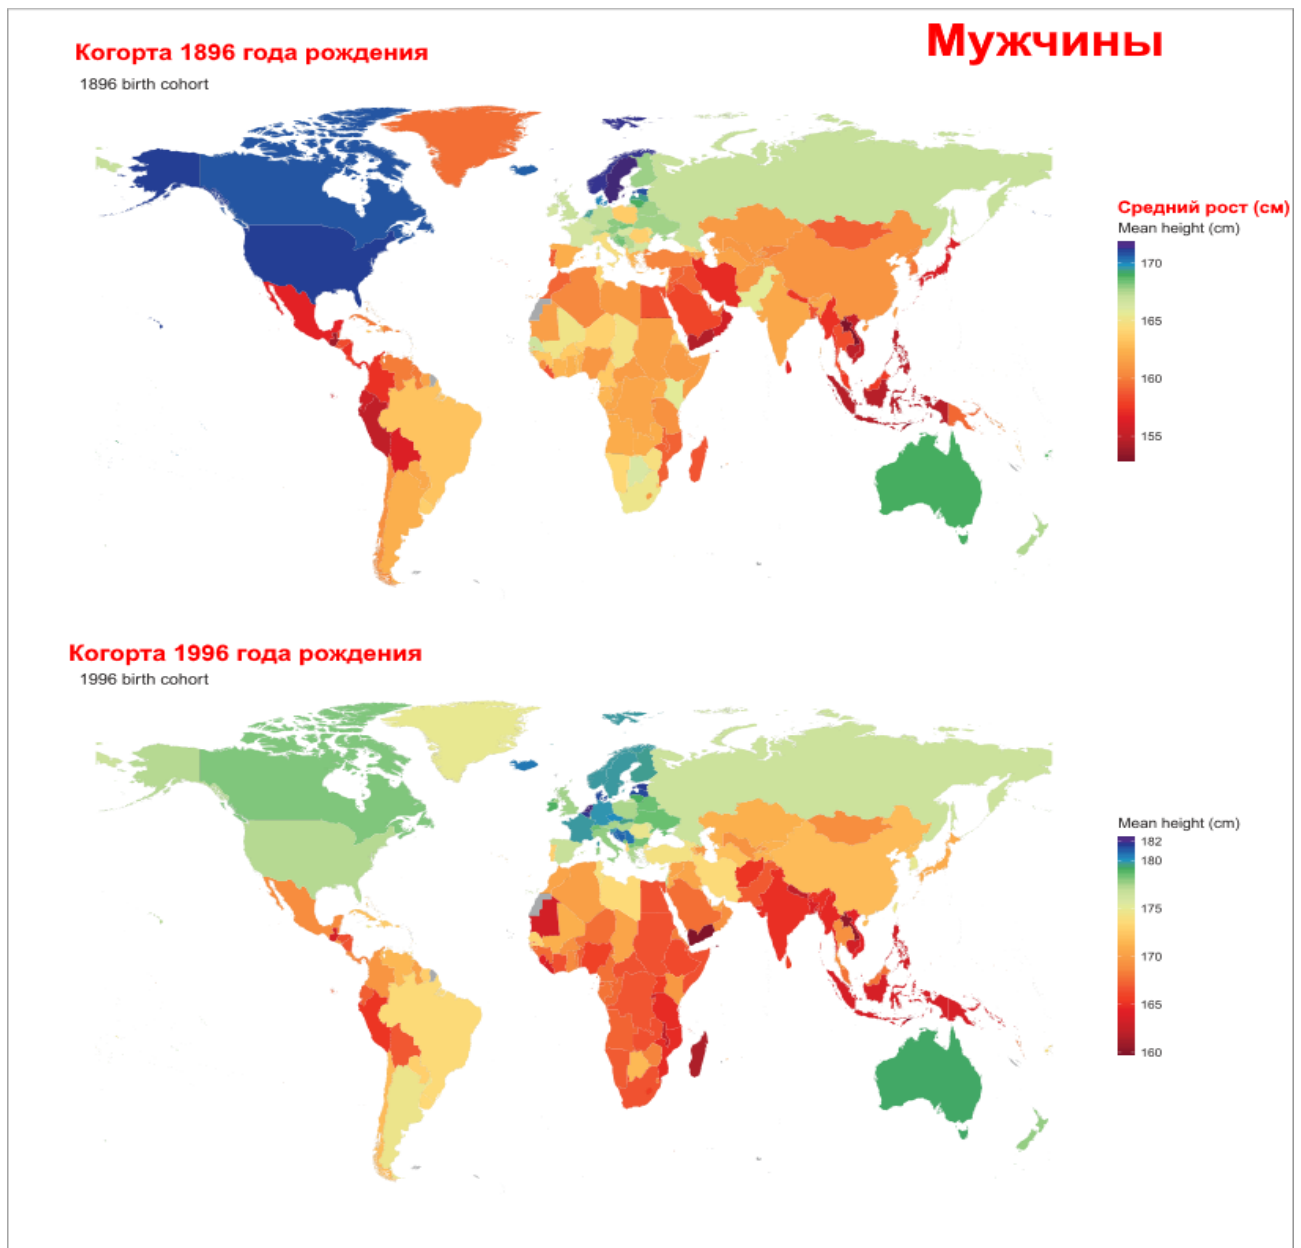 Мужчины
Когорта 1896 года рождения
1896 birth cohort
Средний рост (см)
Mean height (cm)
170
165
160
155
Когорта 1996 года рождения
1996 birth cohort
Mean height (cm)
182
180
175
170
165
160